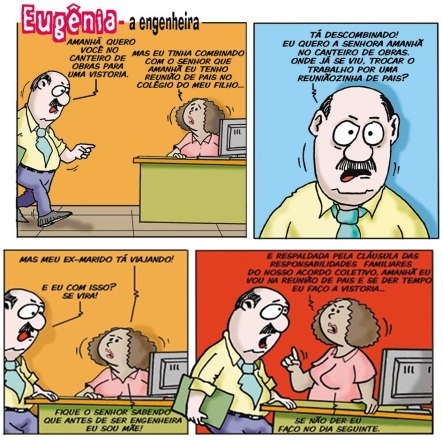 Eugênia - a engenheira
AMANHÃ QUERO
VOCÊ NO
CANTEIRO DE
OBRAS PARA
UMA VISTORIA.
MAS EU TINHA COMBINADO
COM O SENHOR QUE
AMANHÃ EU TENHO
REUNIÃO DE PAIS NO
COLÉGIO DO MEU FILHO...
TÁ DESCOMBINADO!
EU QUERO A SENHORA AMANHÃ
NO CANTEIRO DE OBRAS.
ONDE JÁ SE VIU, TROCAR O
TRABALHO POR UMA
REUNIÃOZINHA DE PAIS?
MAS MEU EX-MARIDO TÁ VIAJANDO!
E EU COM ISSO?
SE VIRA!
FIQUE O SENHOR SABENDO
QUE ANTES DE SER ENGENHEIRA
EU SOU MÃE!
E RESPALDADA PELA CLÁUSULA DAS
RESPONSABILIDADES FAMILIARES
DO NOSSO ACORDO COLETIVO, AMANHÃ EU
VOU NA REUNIÃO DE PAIS E SE DER TEMPO
EU FAÇO A VISTORIA...
SE NÃO DER EU
FAÇO NO DIA SEGUINTE.